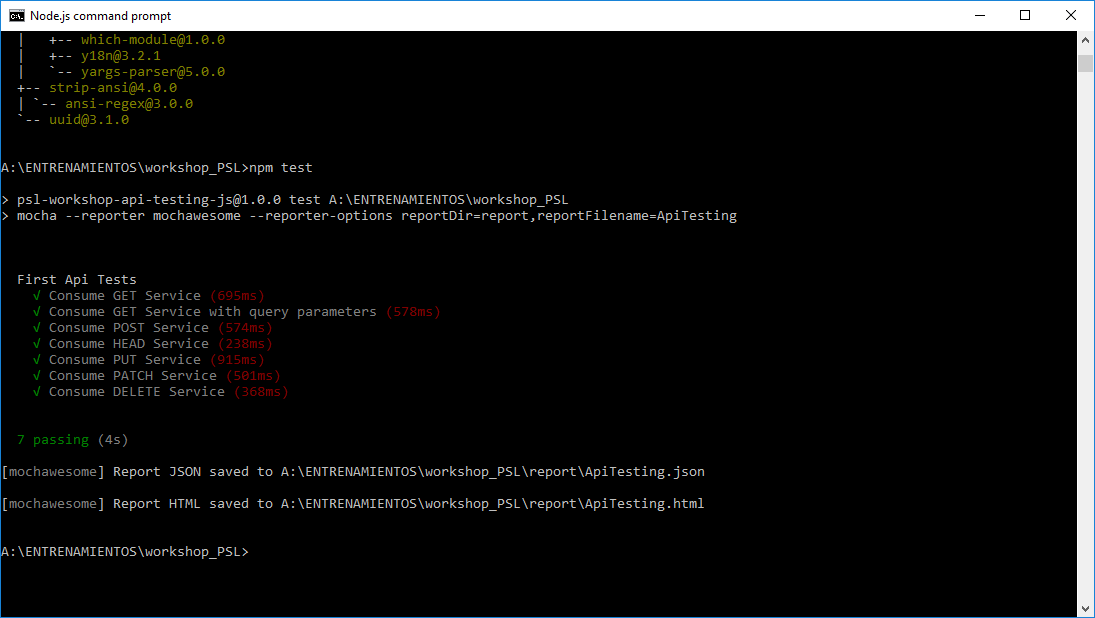 Node.js command prompt
|   +-- which-module@1.0.0
|   +-- y18n@3.2.1
|   `-- yargs-parser@5.0.0
+-- strip-ansi@4.0.0
| `-- ansi-regex@3.0.0
`-- uuid@3.1.0
A:\ENTRENAMIENTOS\workshop_PSL>npm test
> psl-workshop-api-testing-js@1.0.0 test A:\ENTRENAMIENTOS\workshop_PSL
> mocha --reporter mochawesome --reporter-options reportDir=report,reportFilename=ApiTesting
First Api Tests
√ Consume GET Service (695ms)
√ Consume GET Service with query parameters (578ms)
√ Consume POST Service (574ms)
√ Consume HEAD Service (238ms)
√ Consume PUT Service (915ms)
√ Consume PATCH Service (501ms)
√ Consume DELETE Service (368ms)
7 passing (4s)
[mochawesome] Report JSON saved to A:\ENTRENAMIENTOS\workshop_PSL\report\ApiTesting.json
[mochawesome] Report HTML saved to A:\ENTRENAMIENTOS\workshop_PSL\report\ApiTesting.html
A:\ENTRENAMIENTOS\workshop_PSL>